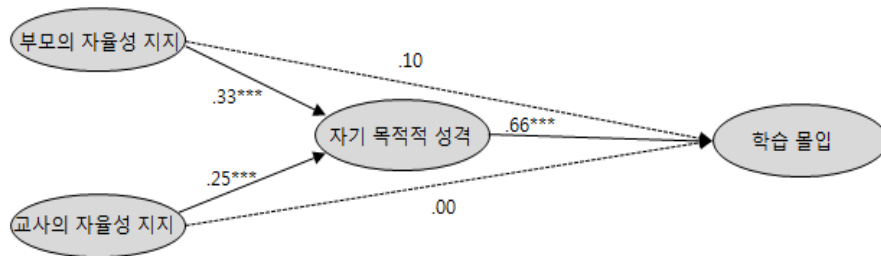 부모의 자율성 지지
.10
.33***
자기 목적적 성격
.66***
학습 몰입
.25***
.00
교사의 자율성 지지